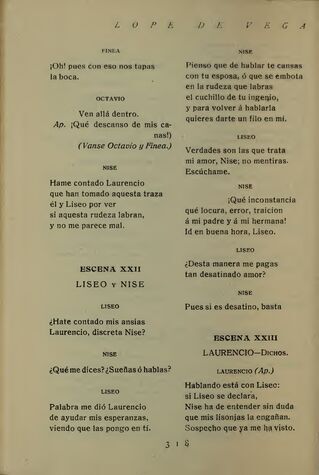 LOPE DE VEGA
FINEA
¡Oh! pues con eso nos tapas
la boca.
OCTAVIO
Ven allá dentro.
Ap. ¡Qué descanso de mis ca-
nas!)
(Vanse Octavio y Finea.)
NISE
Hame contado Laurencio
que han tomado aquesta traza
él y Liseo por ver
si aquesta rudeza labran,
y no me parece mal.
ESCENA XXII
LISEO Y NISE
LISEO
¿Hate contado mis ansias
Laurencio, discreta Nise?
NISE
¿Qué me dices? ¿Sueñas ó hablas?
LISEO
Palabra me dió Laurencio
de ayudar mis esperanzas,
viendo que las pongo en tí.
NISE
Pienso que de hablar te cansas
con tu esposa, ó que se embota
en la rudeza que labras
el cuchillo de tu ingenio,
y para volver á hablarla
quieres darte un filo en mí.
LISEO
Verdades son las que trata
mi amor, Nise; no mentiras.
Escúchame.
NISE
¡Qué inconstancia
qué locura, error, traicion
á mi padre y á mi hermana!
Id en buena hora, Liseo.
LISEO
¿Desta manera me pagas
tan desatinado amor?
NISE
Pues si es desatino, basta
ESCENA XXIII
LAURENCIO—DICHOS.
LAURENCIO (Ap.)
Hablando está con Liseo:
si Liseo se declara,
Nise ha de entender sin duda
que mis lisonjas la engañan.
Sospecho que ya me ha visto.
318